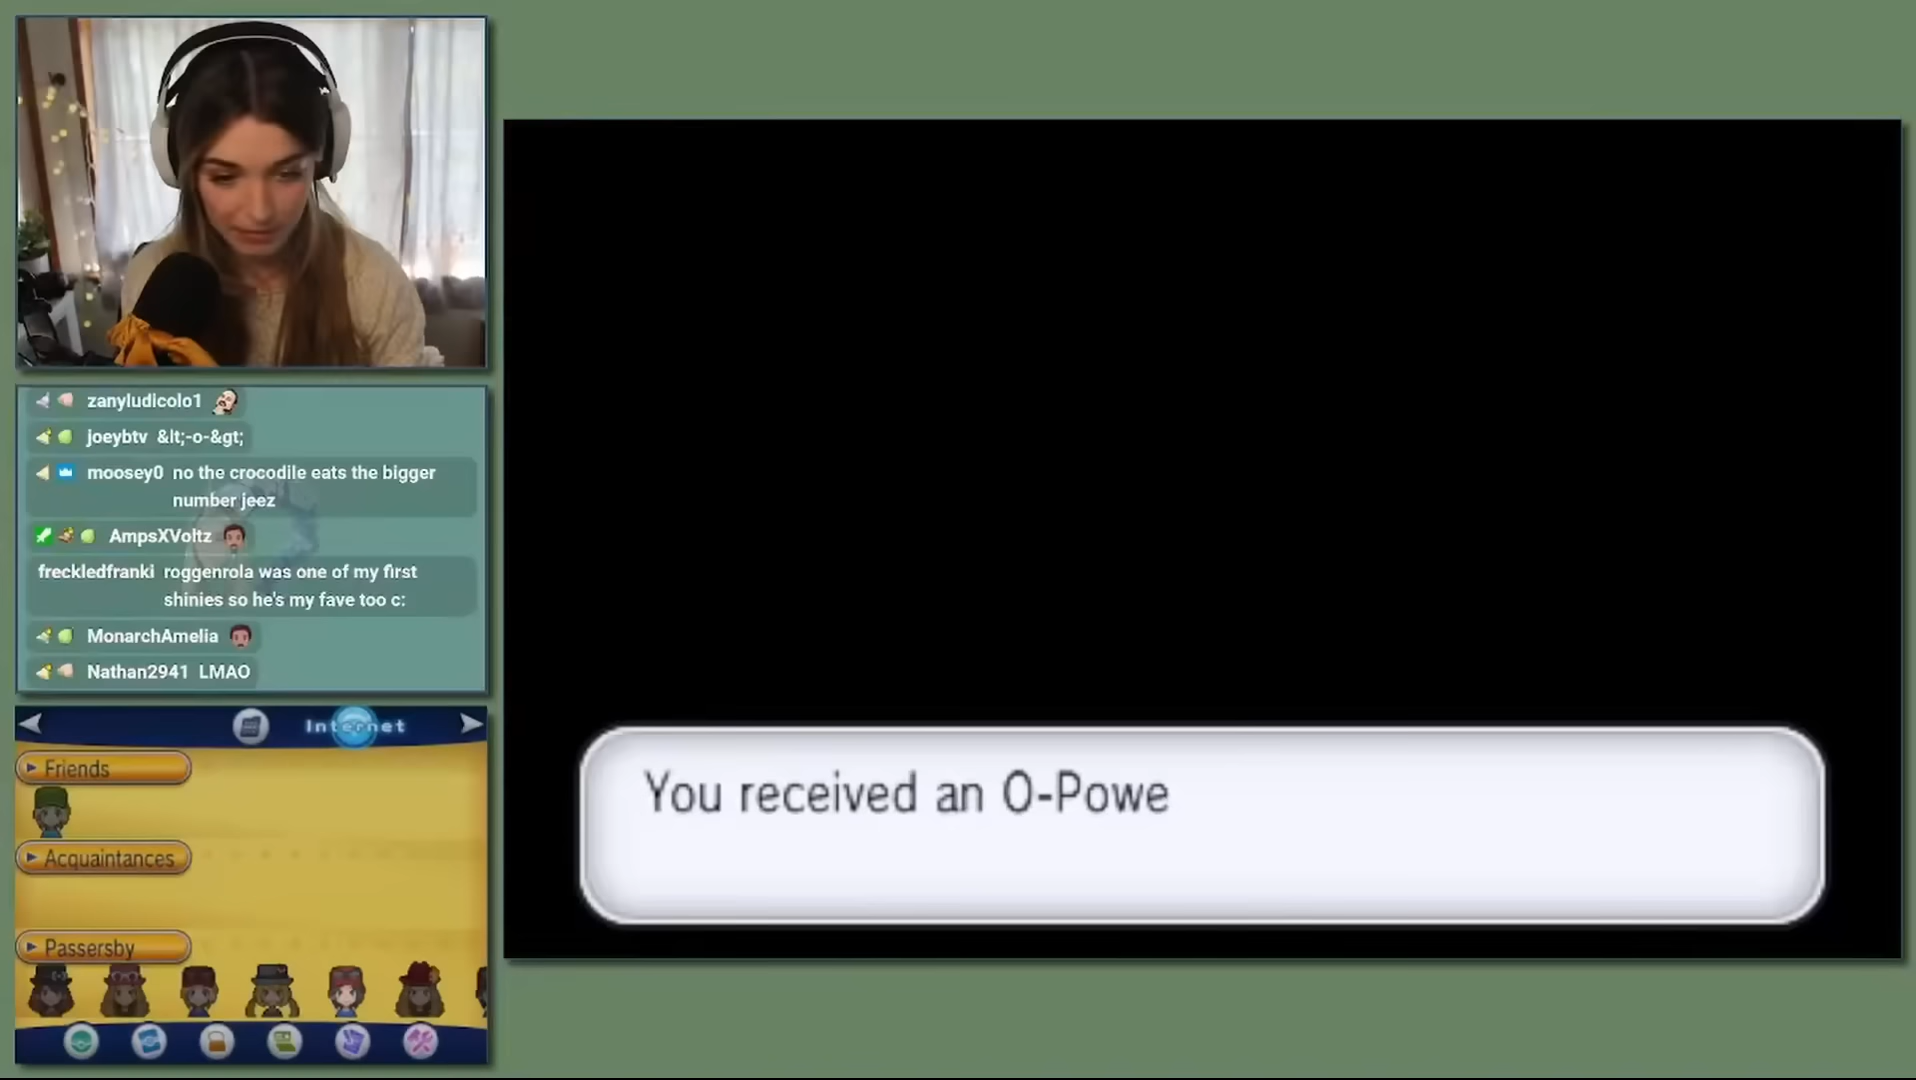 zanyludicolo1
joeybtv &lt;-o-&gt;
moosey0 no the crocodile eats the bigger
number jeez
AmpsXVoltz
freckledfranki roggenrola was one of my first
shinies so he's my fave too c:
MonarchAmelia
Nathan2941 LMAO
Internet
Friends
Acquaintances
Passersby
You received an O-Powe